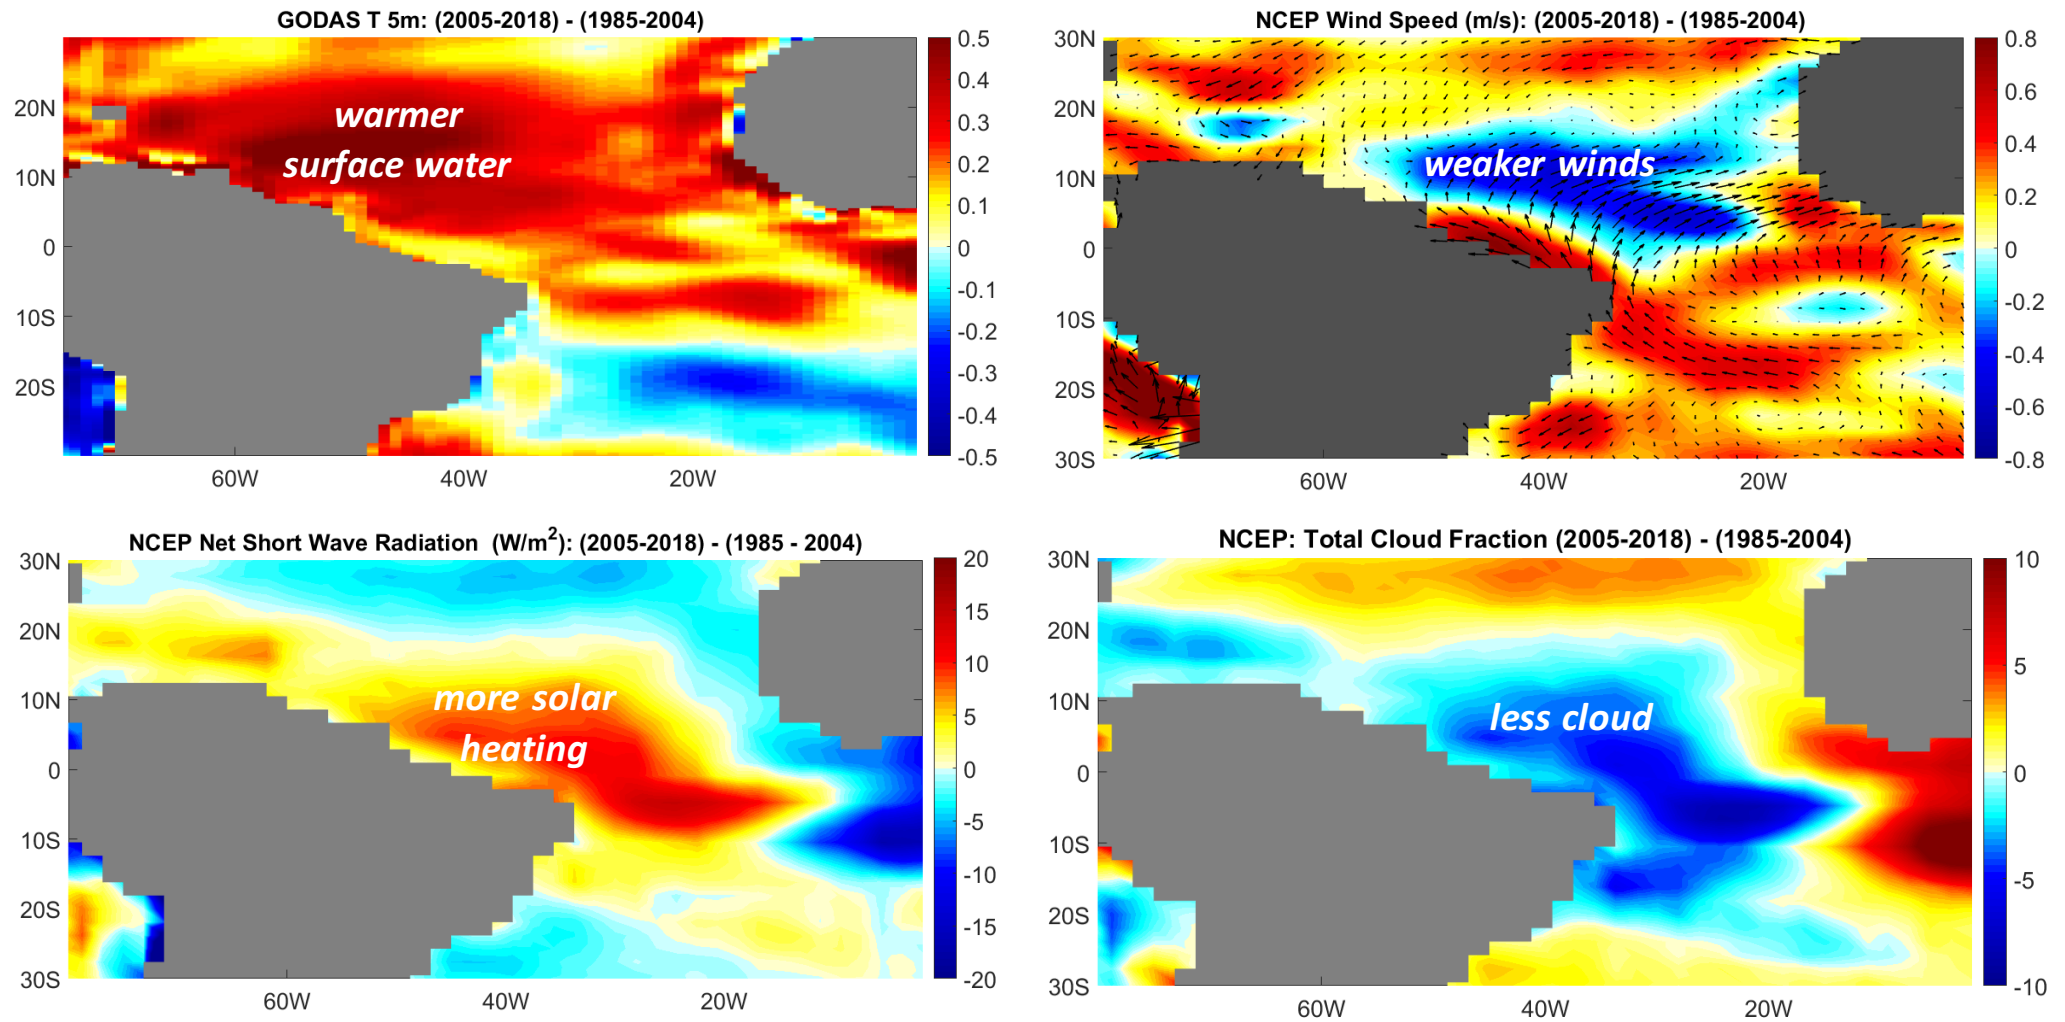 GODAS T 5m: (2005-2018) - (1985-2004)
20N
10N
0
10S
20S
60W
40W
20W
0.5
0.4
0.3
0.2
0.1
0
-0.1
-0.2
-0.3
-0.4
-0.5
warmer
surface water
NCEP Wind Speed (m/s): (2005-2018) - (1985-2004)
30N
20N
10N
0
10S
20S
30S
60W
40W
20W
0.8
0.6
0.4
0.2
0
-0.2
-0.4
-0.6
-0.8
weaker winds
NCEP Net Short Wave Radiation (W/m²): (2005-2018) - (1985 - 2004)
30N
20N
10N
0
10S
20S
30S
60W
40W
20W
20
15
10
5
0
-5
-10
-15
-20
more solar
heating
NCEP: Total Cloud Fraction (2005-2018) - (1985-2004)
30N
20N
10N
0
10S
20S
30S
60W
40W
20W
10
5
0
-5
-10
less cloud